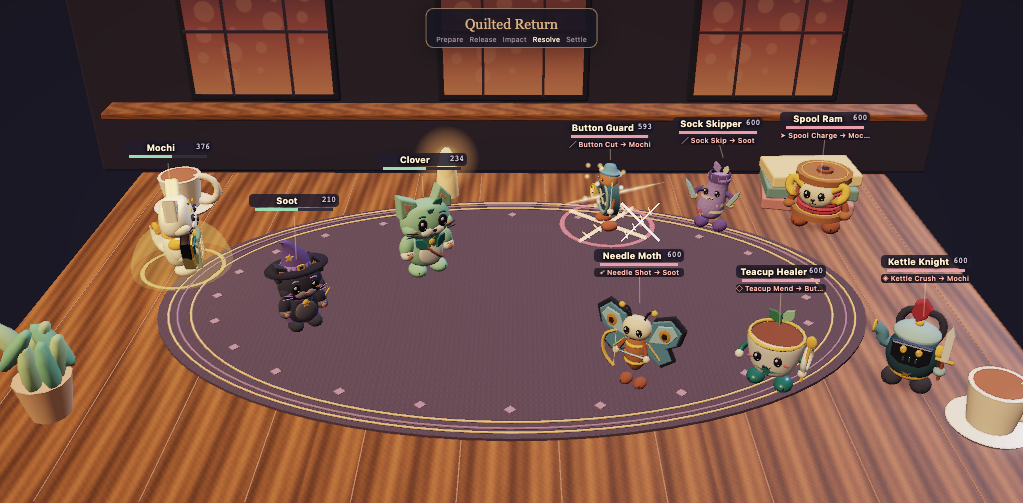 Quilted Return
Prepare Release Impact Resolve Settle
Mochi 376
Soot 210
Clover 234
Button Guard 593
Button Cut → Mochi
Sock Skipper 600
Sock Skip → Soot
Spool Ram 600
Spool Charge → Moc...
Needle Moth 600
Needle Shot → Soot
Teacup Healer 600
Teacup Mend → But...
Kettle Knight 600
Kettle Crush → Mochi